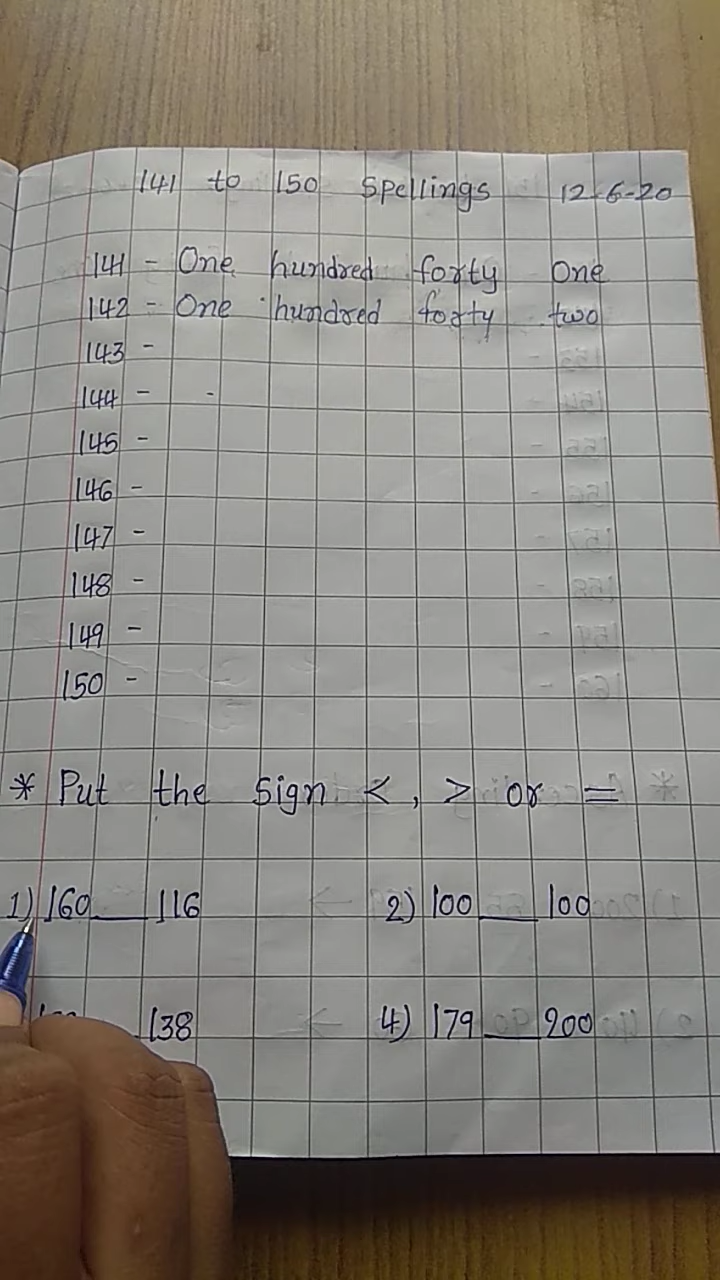 141 to 150 Spellings 12-6-20
141 - One hundred forty One
142 - One hundred forty two
143 -
144 - -
145 -
146 -
147 -
148 -
149 -
150 -
* Put the Sign <, > or =
1) 160 ___ 116 2) 100 ___ 100
___ 138 4) 179 ___ 200